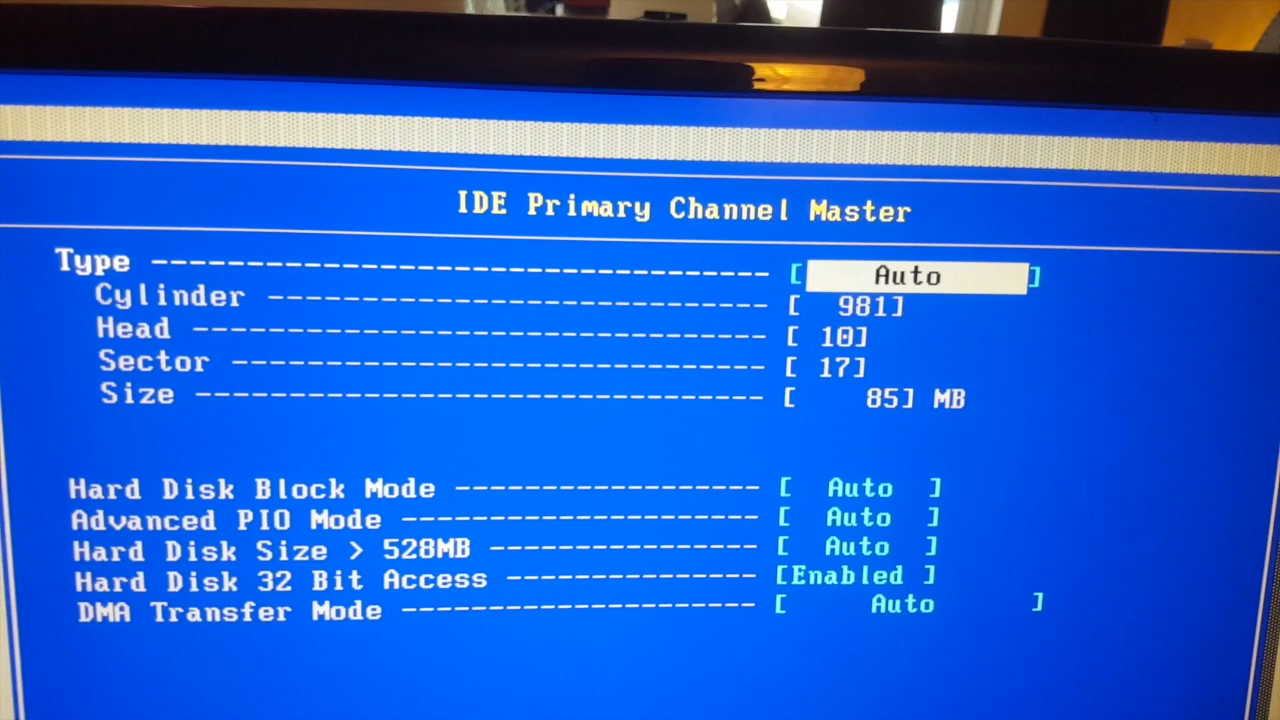 IDE Primary Channel Master
Type --------------------------------- [ Auto ]
Cylinder -------------------------------- [ 981]
Head ------------------------------------ [ 10]
Sector ---------------------------------- [ 17]
Size ------------------------------------ [ 85] MB
Hard Disk Block Mode -------------------- [ Auto ]
Advanced PIO Mode ----------------------- [ Auto ]
Hard Disk Size > 528MB ------------------ [ Auto ]
Hard Disk 32 Bit Access ----------------- [Enabled ]
DMA Transfer Mode ----------------------- [ Auto ]